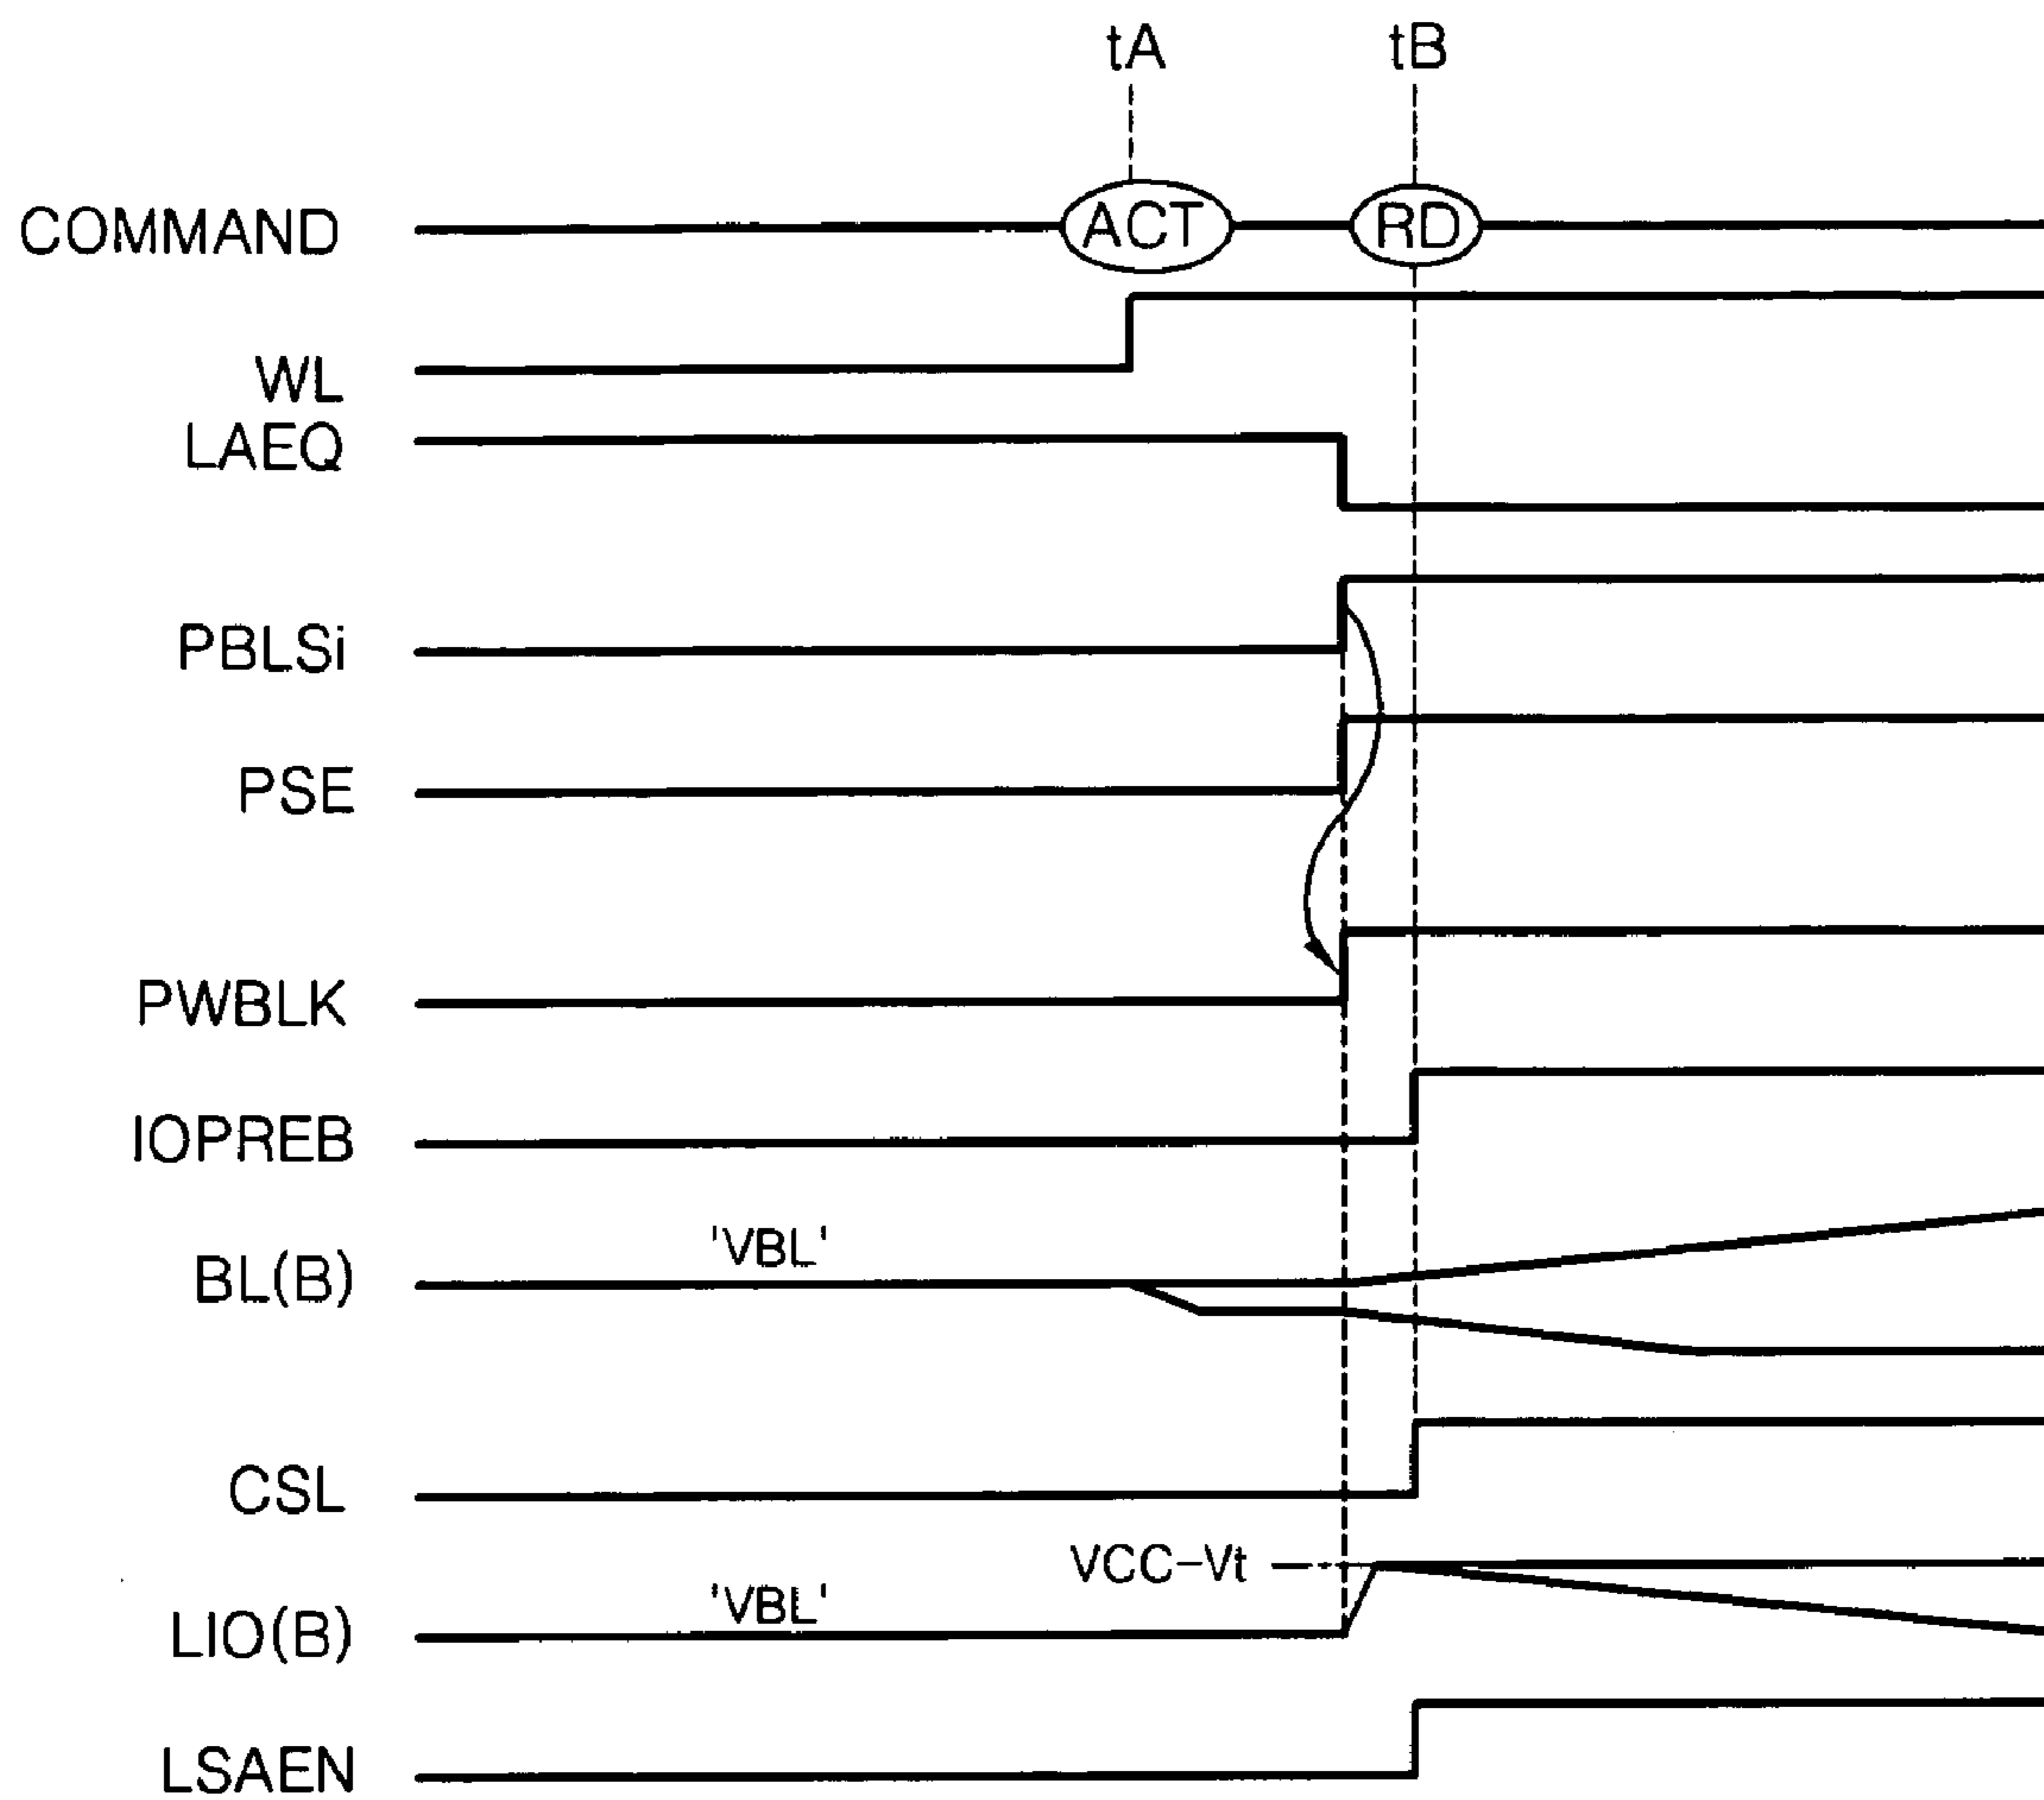 tA tB
COMMAND ACT RD
WL
LAEQ
PBLSi
PSE
PWBLK
IOPREB
'VBL'
BL(B)
CSL
VCC-Vt
'VBL'
LIO(B)
LSAEN